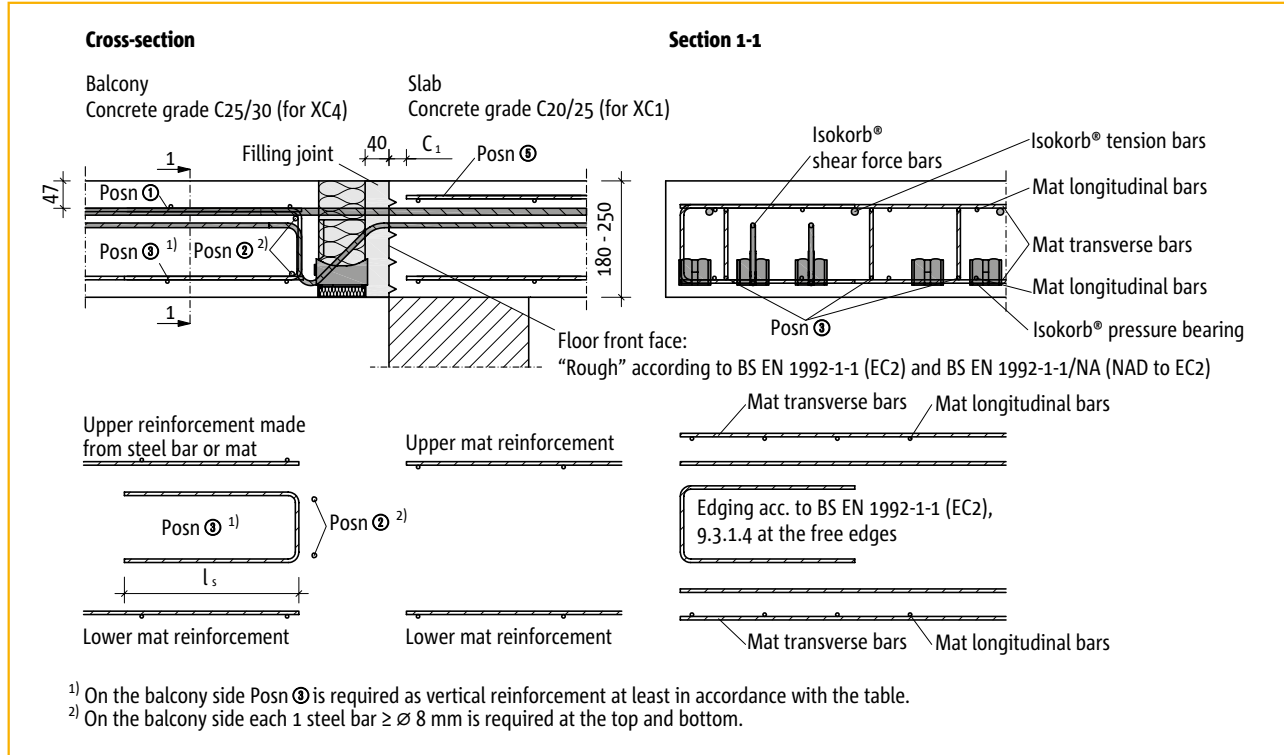 Cross-section
Section 1-1
Balcony
Concrete grade C25/30 (for XC4)
Slab
Concrete grade C20/25 (for XC1)
1
Filling joint
40
C₁
Posn ⑤
47
Posn ①
Posn ③ ¹⁾
Posn ② ²⁾
180 - 250
1
Floor front face:
“Rough” according to BS EN 1992-1-1 (EC2) and BS EN 1992-1-1/NA (NAD to EC2)
Isokorb®
shear force bars
Isokorb® tension bars
Mat longitudinal bars
Mat transverse bars
Mat longitudinal bars
Posn ③
Isokorb® pressure bearing
Upper reinforcement made
from steel bar or mat
Upper mat reinforcement
Posn ③ ¹⁾
Posn ② ²⁾
l s
Lower mat reinforcement
Lower mat reinforcement
Mat transverse bars
Mat longitudinal bars
Edging acc. to BS EN 1992-1-1 (EC2),
9.3.1.4 at the free edges
Mat transverse bars
Mat longitudinal bars
¹⁾ On the balcony side Posn ③ is required as vertical reinforcement at least in accordance with the table.
²⁾ On the balcony side each 1 steel bar ≥ ⌀ 8 mm is required at the top and bottom.